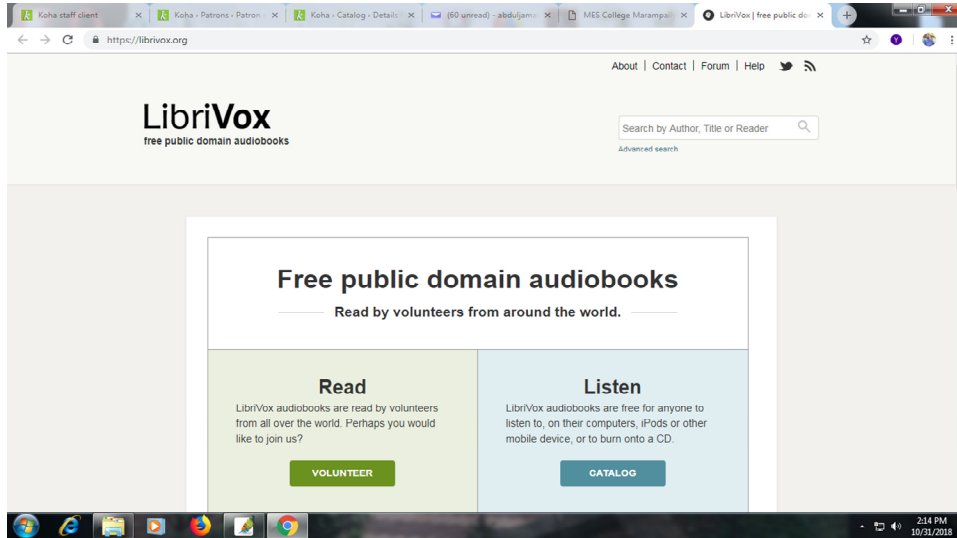 Koha staff client
Koha › Patrons › Patron
Koha › Catalog › Details
(60 unread) - abduljama
MES College Marampall
LibriVox | free public do
https://librivox.org
About | Contact | Forum | Help
LibriVox
free public domain audiobooks
Search by Author, Title or Reader
Advanced search
Free public domain audiobooks
Read by volunteers from around the world.
Read
LibriVox audiobooks are read by volunteers
from all over the world. Perhaps you would
like to join us?
VOLUNTEER
Listen
LibriVox audiobooks are free for anyone to
listen to, on their computers, iPods or other
mobile device, or to burn onto a CD.
CATALOG
2:14 PM
10/31/2018